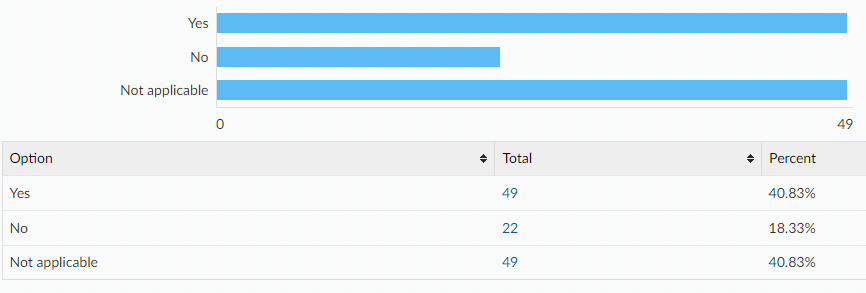 Yes
No
Not applicable
0 49
Option Total Percent
Yes 49 40.83%
No 22 18.33%
Not applicable 49 40.83%